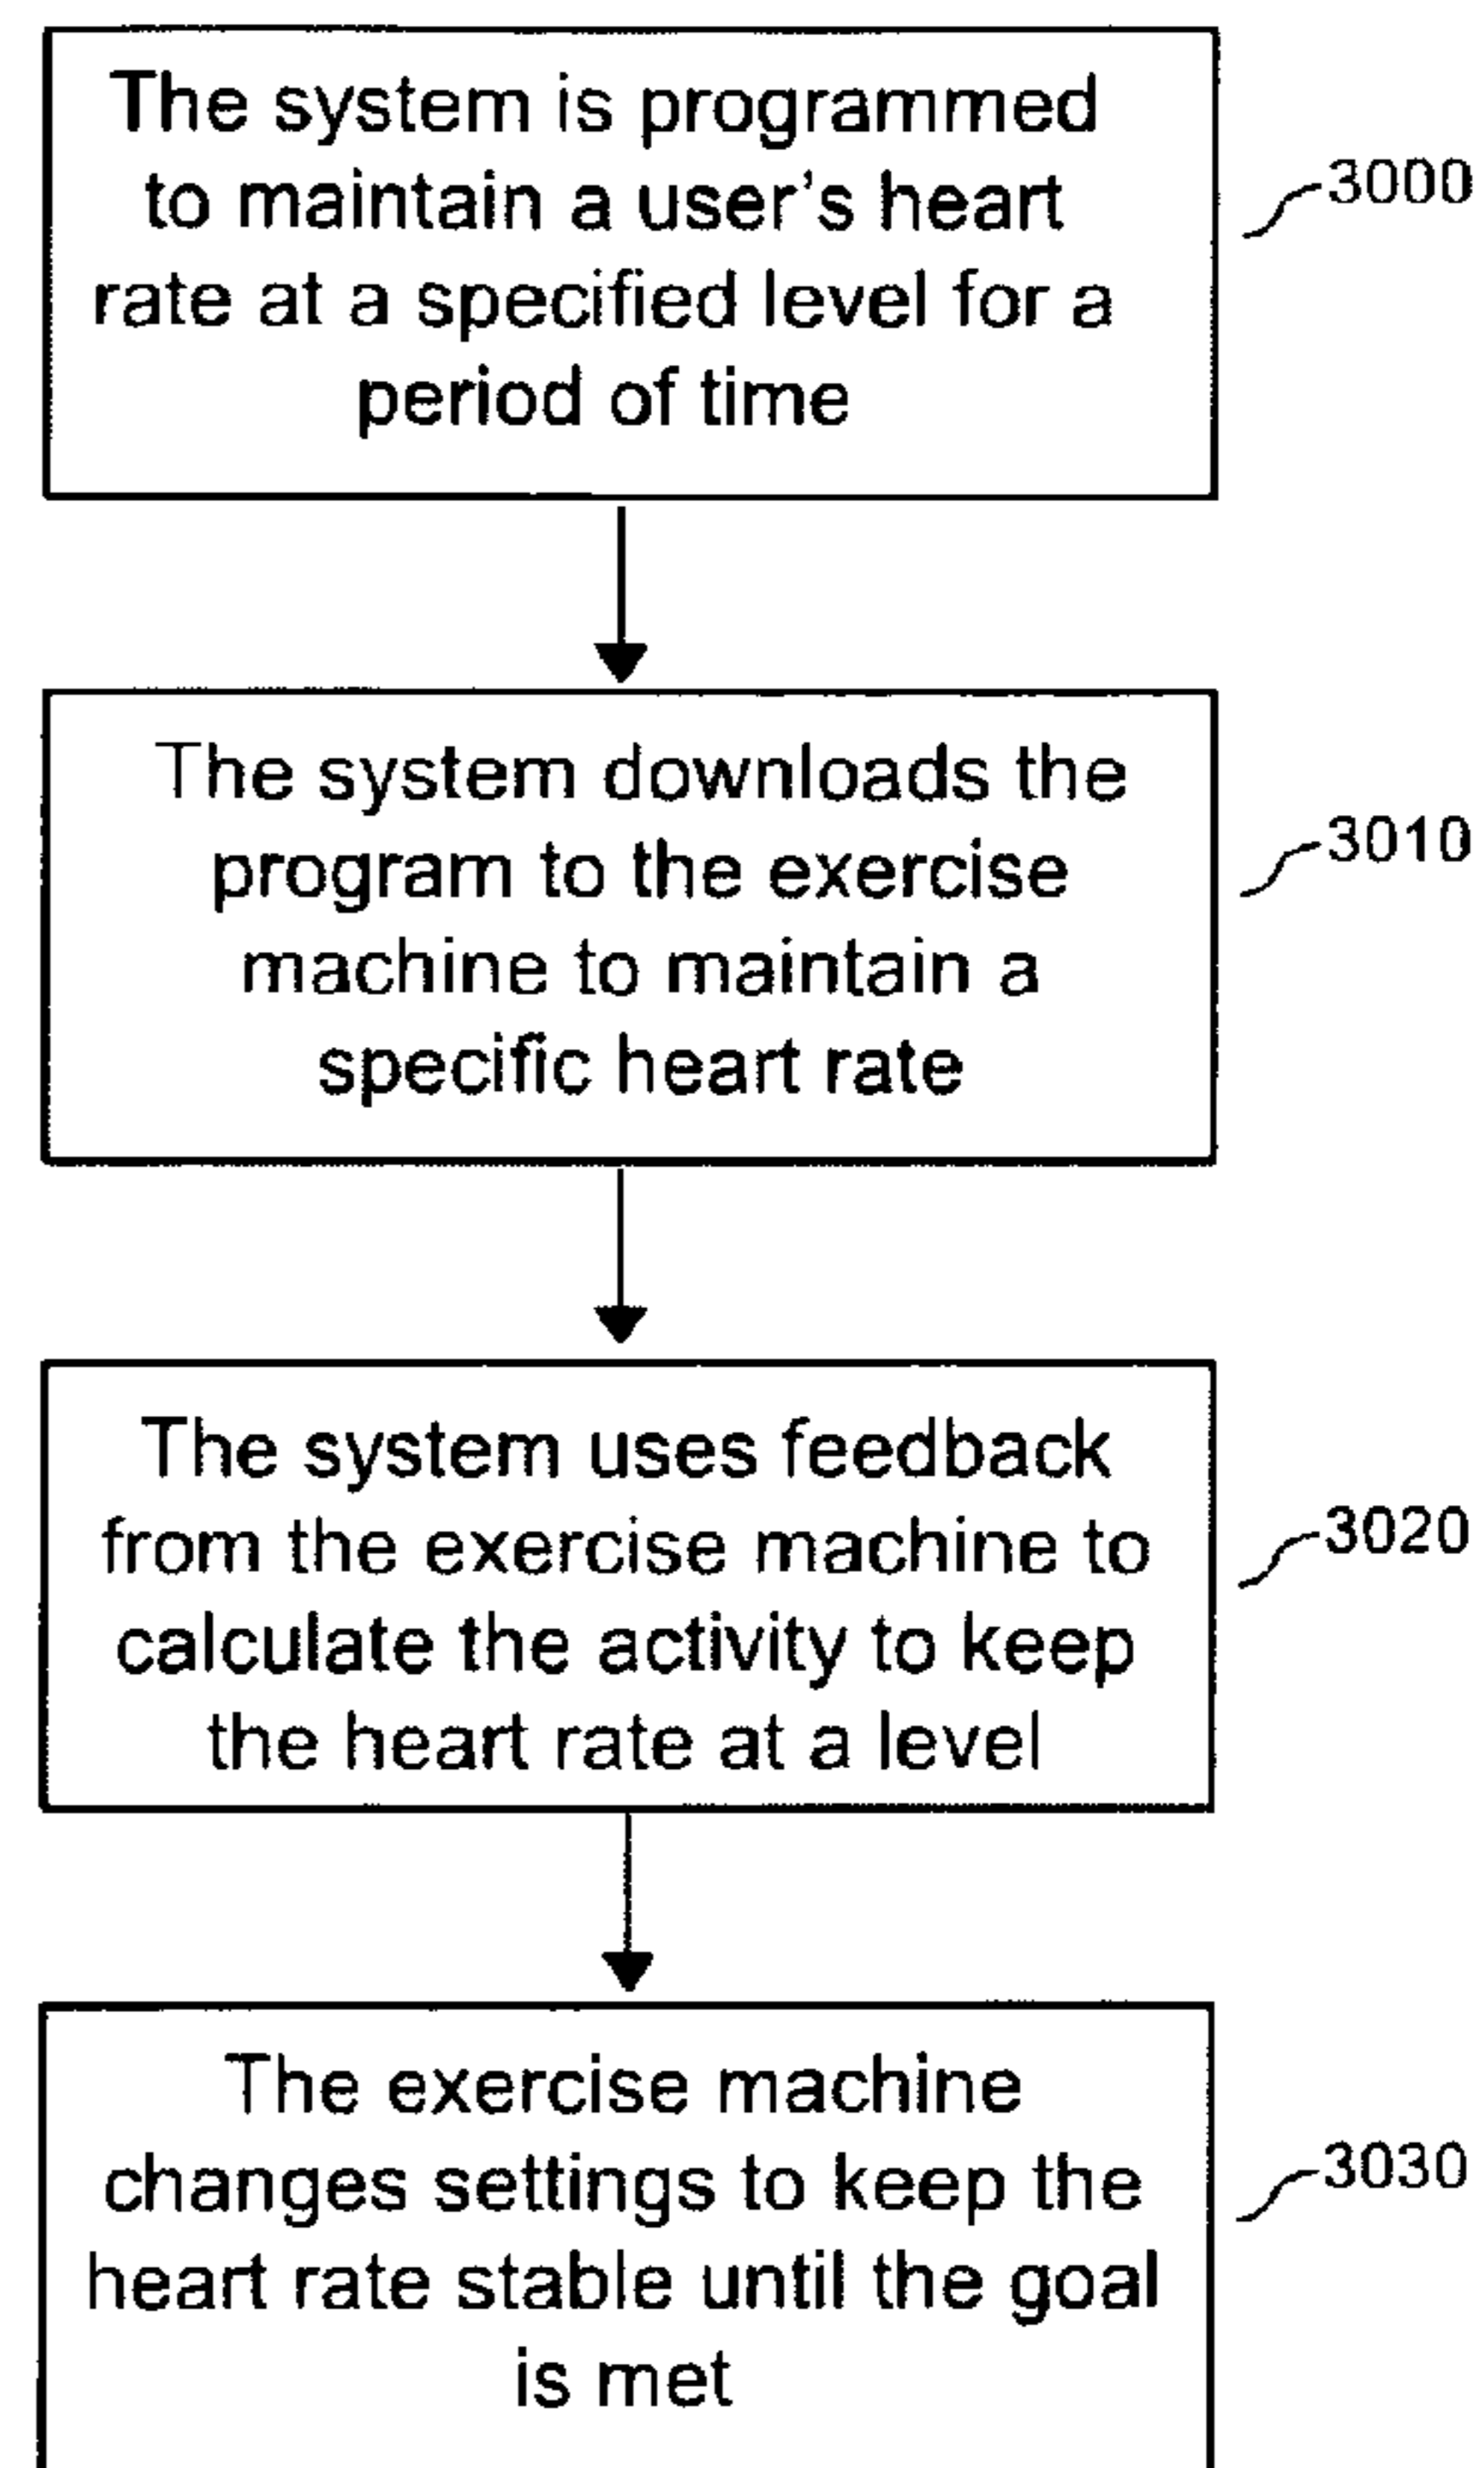 The system is programmed
to maintain a user's heart
rate at a specified level for a
period of time
3000
The system downloads the
program to the exercise
machine to maintain a
specific heart rate
3010
The system uses feedback
from the exercise machine to
calculate the activity to keep
the heart rate at a level
3020
The exercise machine
changes settings to keep the
heart rate stable until the goal
is met
3030